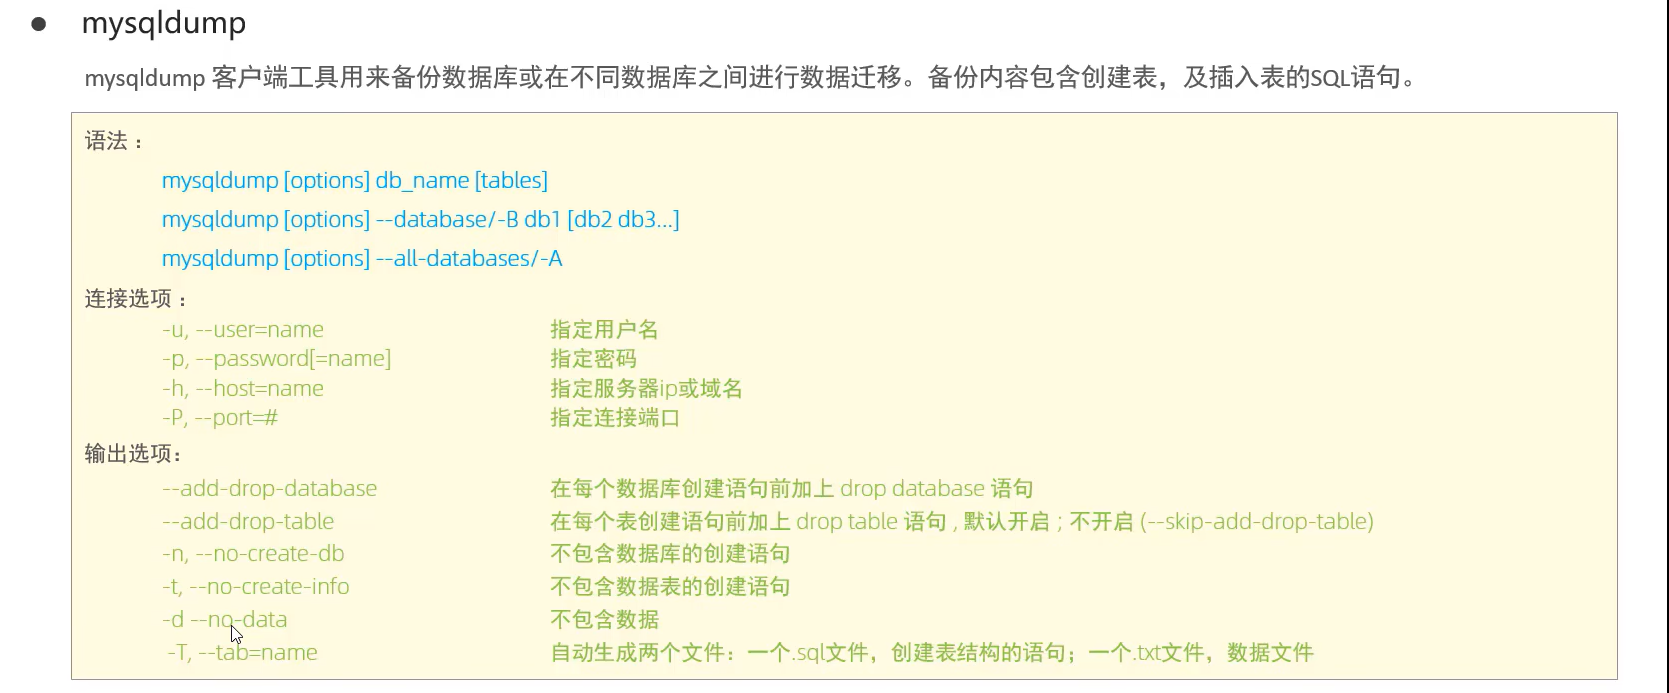 ● mysqldump
mysqldump 客户端工具用来备份数据库或在不同数据库之间进行数据迁移。备份内容包含创建表，及插入表的SQL语句。
语法：
mysqldump [options] db_name [tables]
mysqldump [options] --database/-B db1 [db2 db3...]
mysqldump [options] --all-databases/-A
连接选项：
-u, --user=name 指定用户名
-p, --password[=name] 指定密码
-h, --host=name 指定服务器ip或域名
-P, --port=# 指定连接端口
输出选项：
--add-drop-database 在每个数据库创建语句前加上 drop database 语句
--add-drop-table 在每个表创建语句前加上 drop table 语句 , 默认开启 ; 不开启 (--skip-add-drop-table)
-n, --no-create-db 不包含数据库的创建语句
-t, --no-create-info 不包含数据表的创建语句
-d --no-data 不包含数据
-T, --tab=name 自动生成两个文件：一个.sql文件，创建表结构的语句；一个.txt文件，数据文件